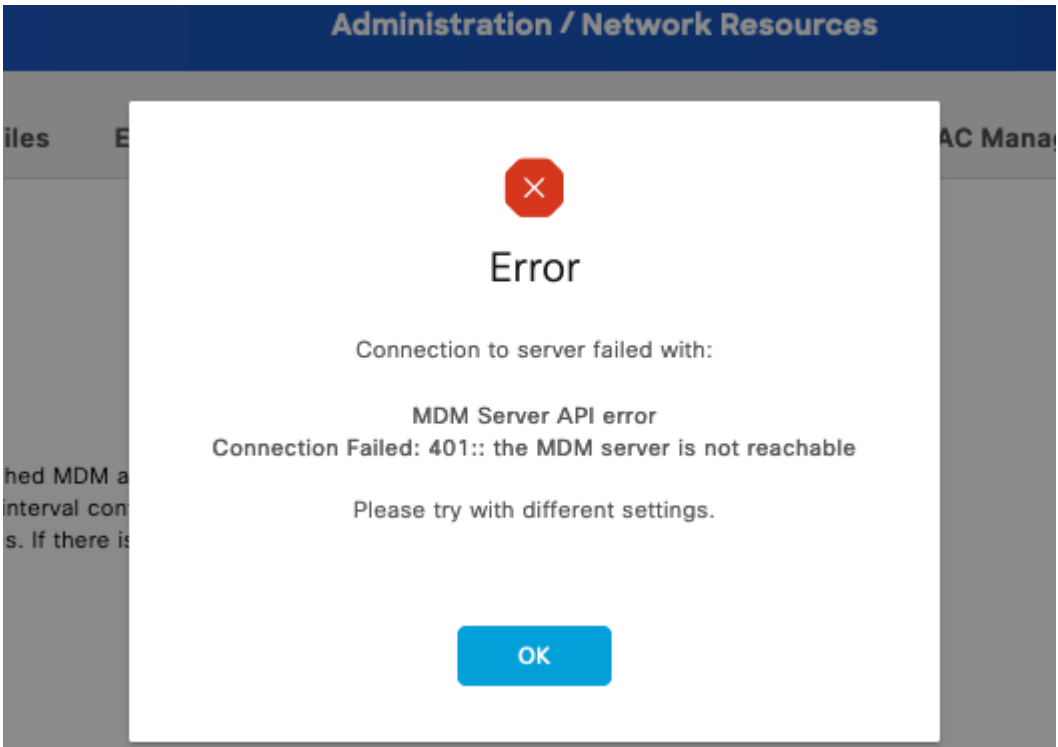 Administration / Network Resources
iles
E
AC Mana
Error
Connection to server failed with:
MDM Server API error
Connection Failed: 401:: the MDM server is not reachable
hed MDM a
interval con
Please try with different settings.
s. If there is
OK